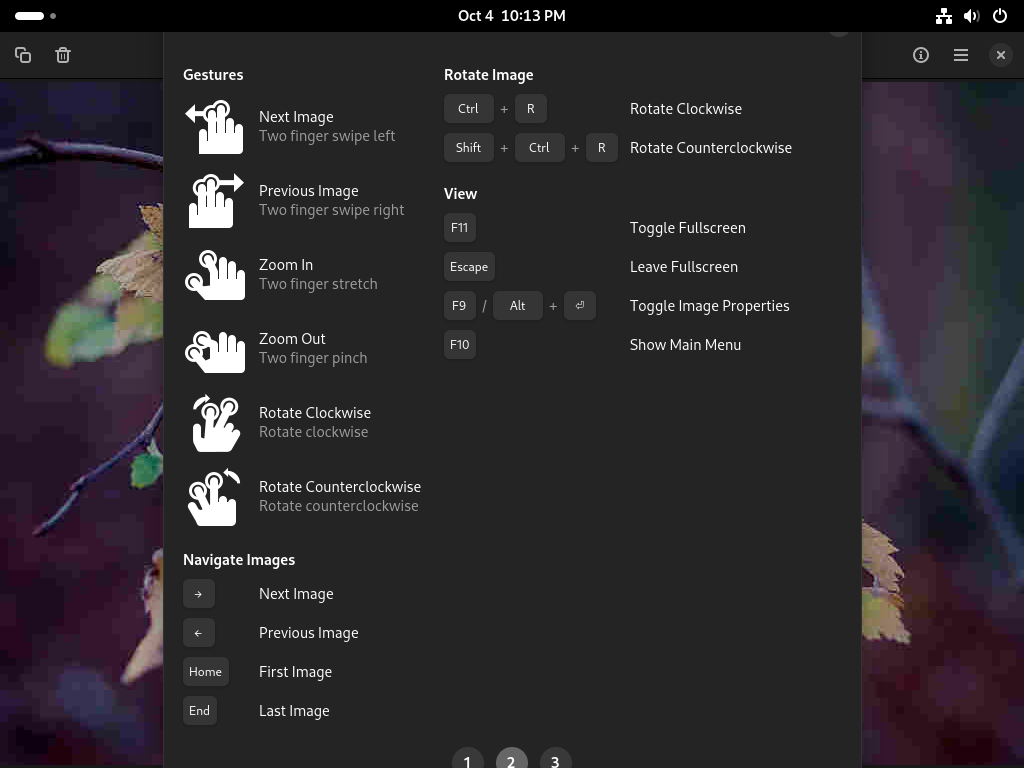 Oct 4 10:13 PM
Gestures
Next Image
Two finger swipe left
Previous Image
Two finger swipe right
Zoom In
Two finger stretch
Zoom Out
Two finger pinch
Rotate Clockwise
Rotate clockwise
Rotate Counterclockwise
Rotate counterclockwise
Navigate Images
→ Next Image
← Previous Image
Home First Image
End Last Image
Rotate Image
Ctrl + R Rotate Clockwise
Shift + Ctrl + R Rotate Counterclockwise
View
F11 Toggle Fullscreen
Escape Leave Fullscreen
F9 / Alt + ⏎ Toggle Image Properties
F10 Show Main Menu
1 2 3